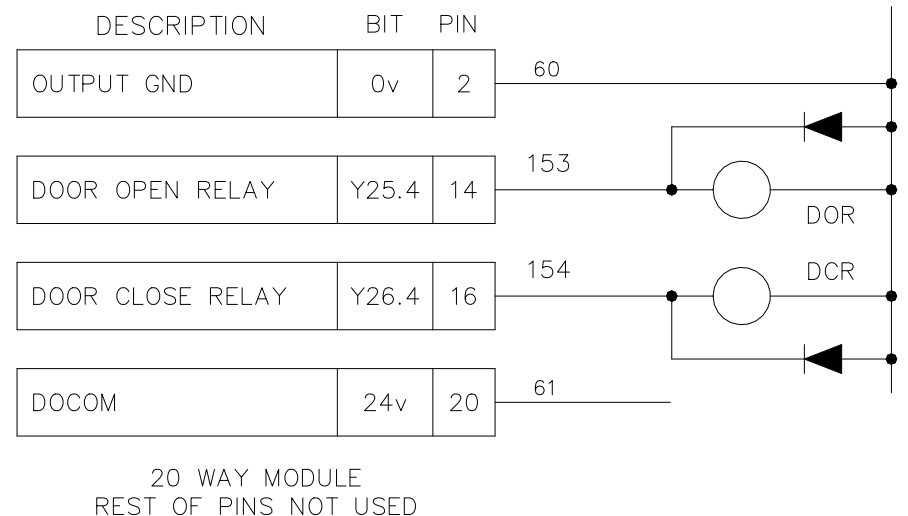 DESCRIPTION BIT PIN
OUTPUT GND 0v 2 60
DOOR OPEN RELAY Y25.4 14 153
DOR
DOOR CLOSE RELAY Y26.4 16 154
DCR
DOCOM 24v 20 61
20 WAY MODULE
REST OF PINS NOT USED